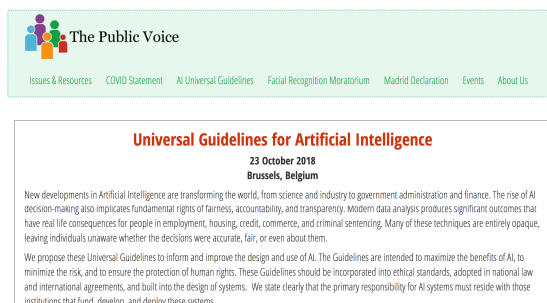 The Public Voice
Issues & Resources COVID Statement AI Universal Guidelines Facial Recognition Moratorium Madrid Declaration Events About Us
Universal Guidelines for Artificial Intelligence
23 October 2018
Brussels, Belgium
New developments in Artificial Intelligence are transforming the world, from science and industry to government administration and finance. The rise of AI
decision-making also implicates fundamental rights of fairness, accountability, and transparency. Modern data analysis produces significant outcomes that
have real life consequences for people in employment, housing, credit, commerce, and criminal sentencing. Many of these techniques are entirely opaque,
leaving individuals unaware whether the decisions were accurate, fair, or even about them.
We propose these Universal Guidelines to inform and improve the design and use of AI. The Guidelines are intended to maximize the benefits of AI, to
minimize the risk, and to ensure the protection of human rights. These Guidelines should be incorporated into ethical standards, adopted in national law
and international agreements, and built into the design of systems. We state clearly that the primary responsibility for AI systems must reside with those
institutions that fund, develop, and deploy these systems.